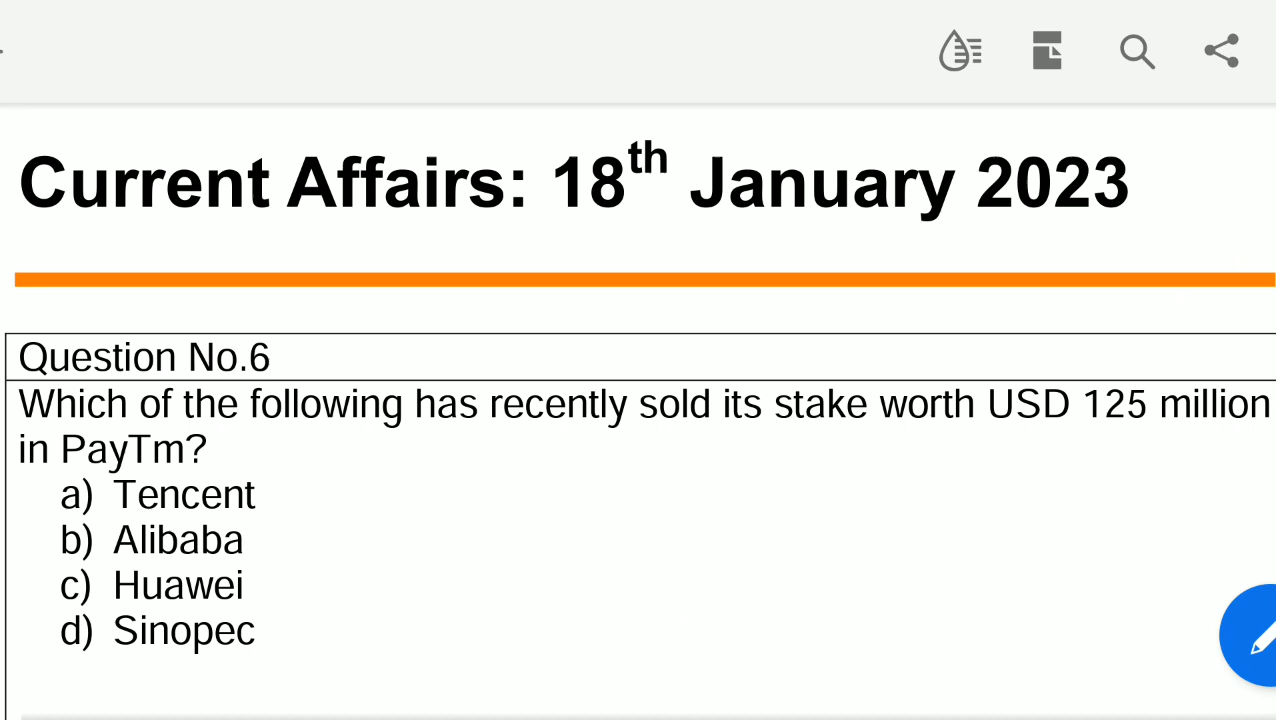 Current Affairs: 18th January 2023
Question No.6
Which of the following has recently sold its stake worth USD 125 million
in PayTm?
a) Tencent
b) Alibaba
c) Huawei
d) Sinopec